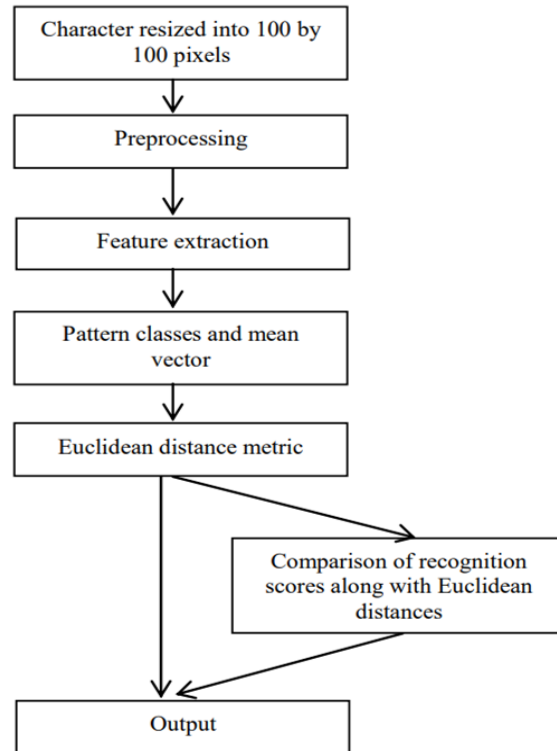 Character resized into 100 by
100 pixels
Preprocessing
Feature extraction
Pattern classes and mean
vector
Euclidean distance metric
Comparison of recognition
scores along with Euclidean
distances
Output